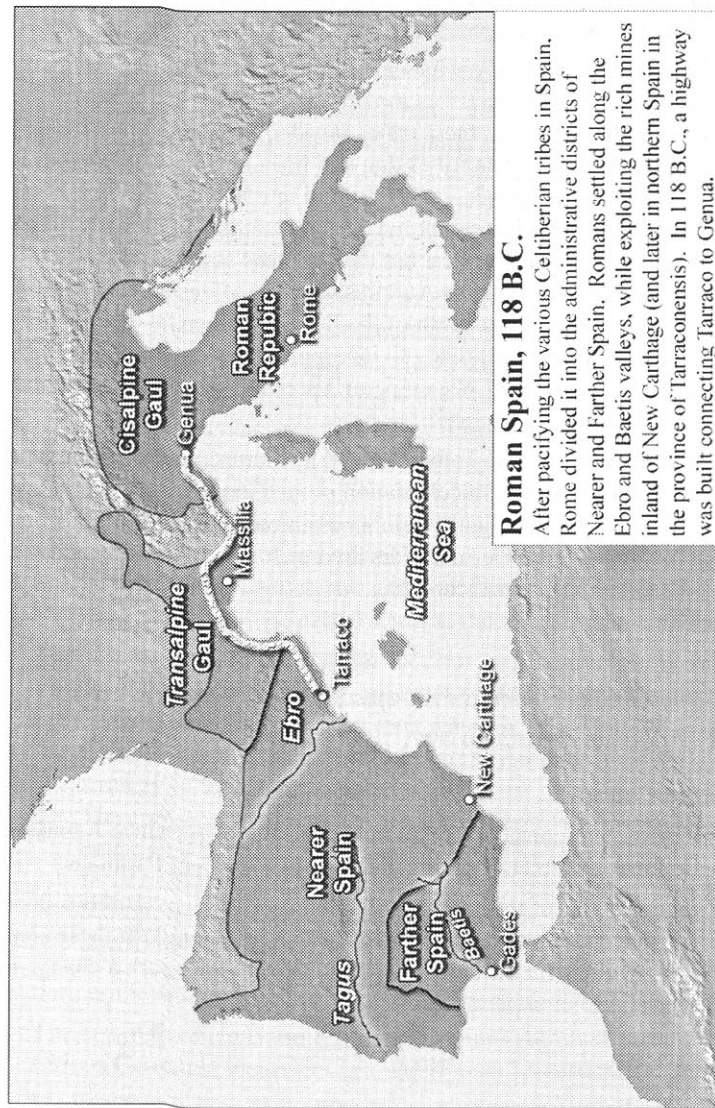 Cisalpine
Gaul
Transalpine
Gaul
Genua
Massilia
Roman
Repubic
Rome
Ebro
Tarraco
Mediterranean
Sea
Nearer
Spain
Tagus
Farther
Spain
Baetis
New Carthage
Gades
Roman Spain, 118 B.C.
After pacifying the various Celtiberian tribes in Spain,
Rome divided it into the administrative districts of
Nearer and Farther Spain. Romans settled along the
Ebro and Baetis valleys, while exploiting the rich mines
inland of New Carthage (and later in northern Spain in
the province of Tarraconensis). In 118 B.C., a highway
was built connecting Tarraco to Genua.